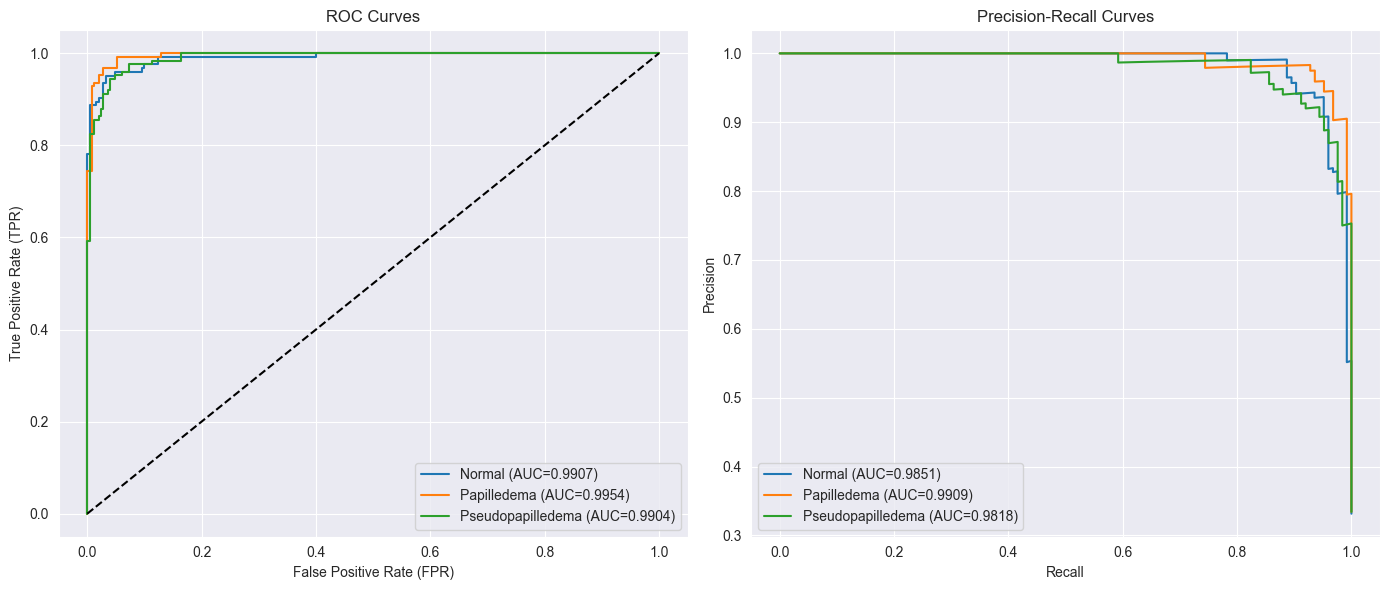 ROC Curves
1.0
0.8
0.6
0.4
0.2
0.0
True Positive Rate (TPR)
0.0 0.2 0.4 0.6 0.8 1.0
False Positive Rate (FPR)
Normal (AUC=0.9907)
Papilledema (AUC=0.9954)
Pseudopapilledema (AUC=0.9904)
Precision-Recall Curves
1.0
0.9
0.8
0.7
0.6
0.5
0.4
0.3
Precision
0.0 0.2 0.4 0.6 0.8 1.0
Recall
Normal (AUC=0.9851)
Papilledema (AUC=0.9909)
Pseudopapilledema (AUC=0.9818)